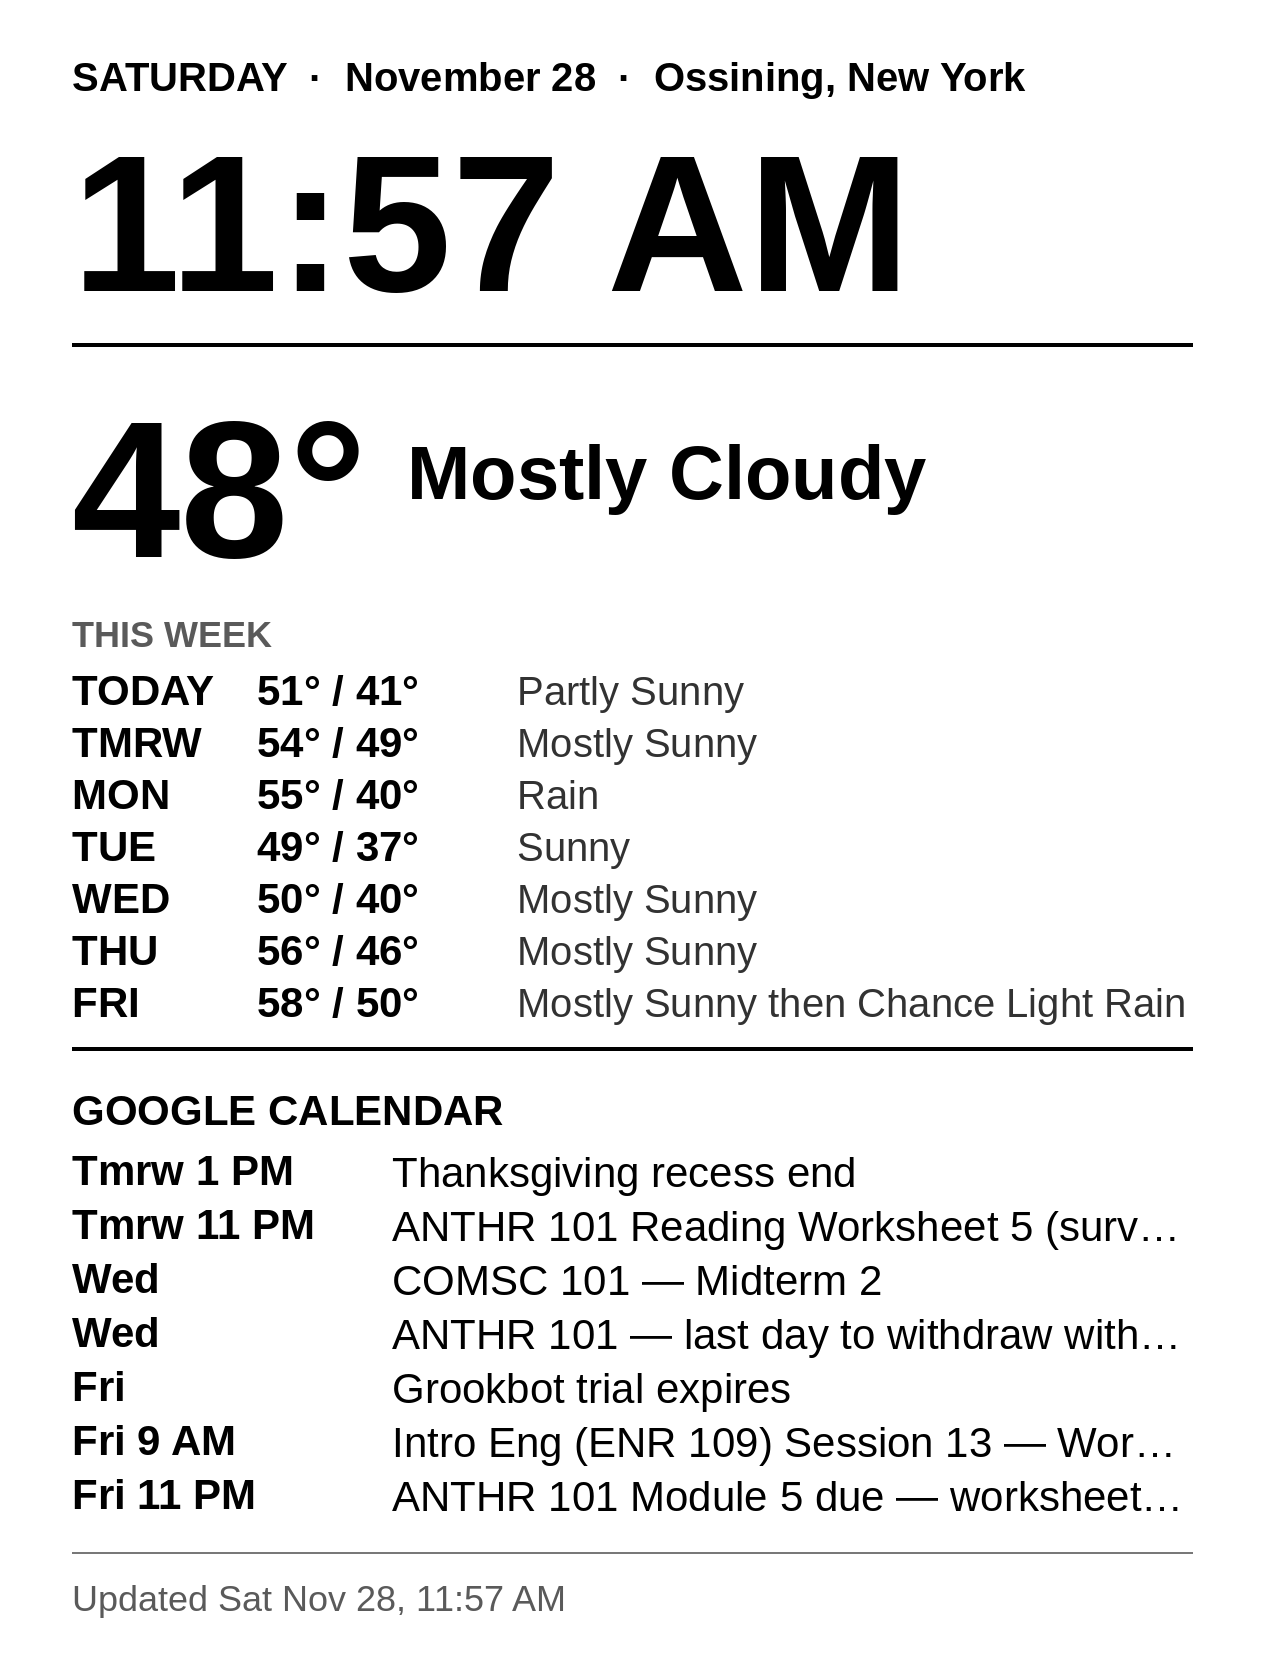 SATURDAY · November 28 · Ossining, New York
11:57 AM
48° Mostly Cloudy
THIS WEEK
TODAY 51° / 41° Partly Sunny
TMRW 54° / 49° Mostly Sunny
MON 55° / 40° Rain
TUE 49° / 37° Sunny
WED 50° / 40° Mostly Sunny
THU 56° / 46° Mostly Sunny
FRI 58° / 50° Mostly Sunny then Chance Light Rain
GOOGLE CALENDAR
Tmrw 1 PM Thanksgiving recess end
Tmrw 11 PM ANTHR 101 Reading Worksheet 5 (surv…
Wed COMSC 101 — Midterm 2
Wed ANTHR 101 — last day to withdraw with…
Fri Grookbot trial expires
Fri 9 AM Intro Eng (ENR 109) Session 13 — Wor…
Fri 11 PM ANTHR 101 Module 5 due — worksheet…
Updated Sat Nov 28, 11:57 AM